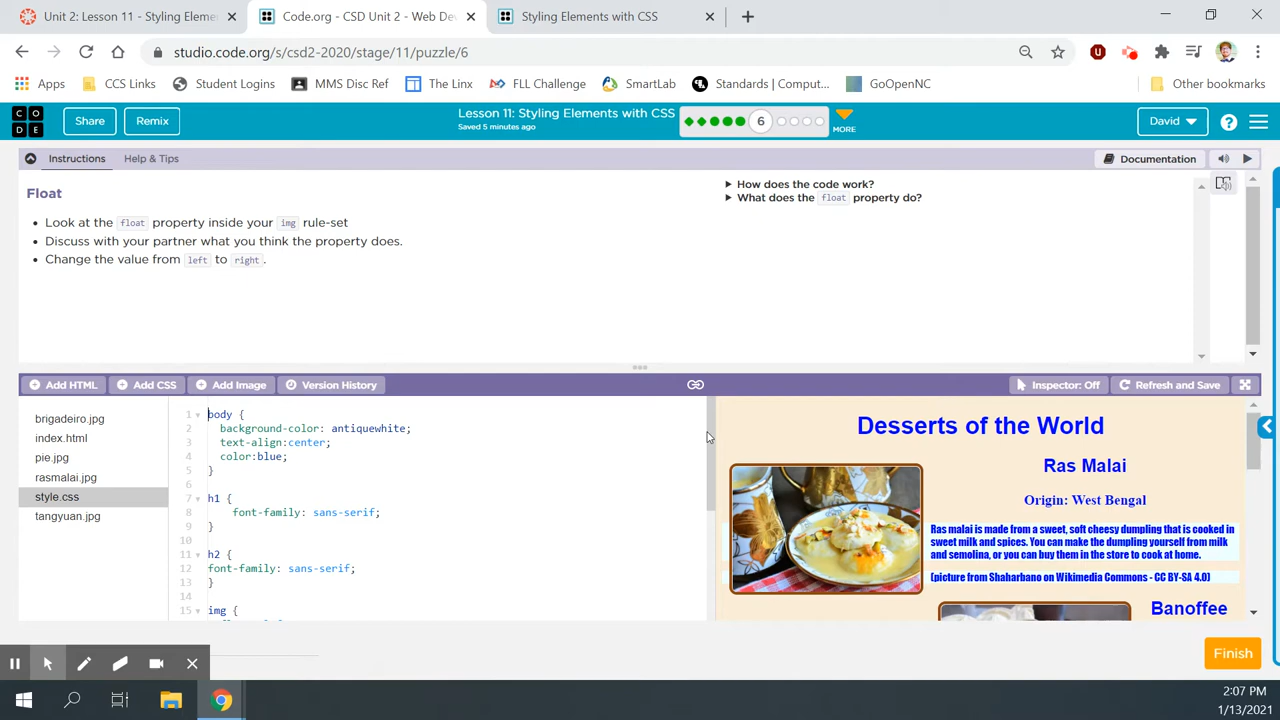 Unit 2: Lesson 11 - Styling Eleme
Code.org - CSD Unit 2 - Web De
Styling Elements with CSS
studio.code.org/s/csd2-2020/stage/11/puzzle/6
Apps
CCS Links
Student Logins
MMS Disc Ref
The Linx
FLL Challenge
SmartLab
Standards | Comput...
GoOpenNC
Other bookmarks
C O
D E
Share
Remix
Lesson 11: Styling Elements with CSS
Saved 5 minutes ago
6
MORE
David
?
Instructions
Help & Tips
Documentation
Float
Look at the float property inside your img rule-set
Discuss with your partner what you think the property does.
Change the value from left to right.
How does the code work?
What does the float property do?
Add HTML
Add CSS
Add Image
Version History
Inspector: Off
Refresh and Save
brigadeiro.jpg
index.html
pie.jpg
rasmalai.jpg
style.css
tangyuan.jpg
1 body {
2 background-color: antiquewhite;
3 text-align:center;
4 color:blue;
5 }
6
7 h1 {
8 font-family: sans-serif;
9 }
10
11 h2 {
12 font-family: sans-serif;
13 }
14
15 img {
Desserts of the World
Ras Malai
Origin: West Bengal
Ras malai is made from a sweet, soft cheesy dumpling that is cooked in
sweet milk and spices. You can make the dumpling yourself from milk
and semolina, or you can buy them in the store to cook at home.
(picture from Shaharbano on Wikimedia Commons - CC BY-SA 4.0)
Banoffee
Finish
2:07 PM
1/13/2021